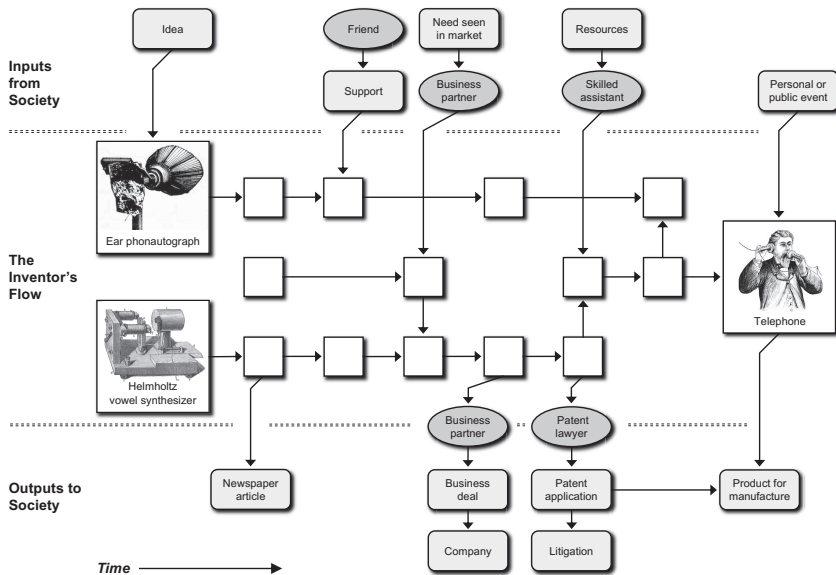 Idea
Friend
Need seen
in market
Resources
Inputs
from
Society
Support
Business
partner
Skilled
assistant
Personal or
public event
Ear phonautograph
The
Inventor's
Flow
Telephone
Helmholtz
vowel synthesizer
Business
partner
Patent
lawyer
Outputs to
Society
Newspaper
article
Business
deal
Patent
application
Product for
manufacture
Company
Litigation
Time